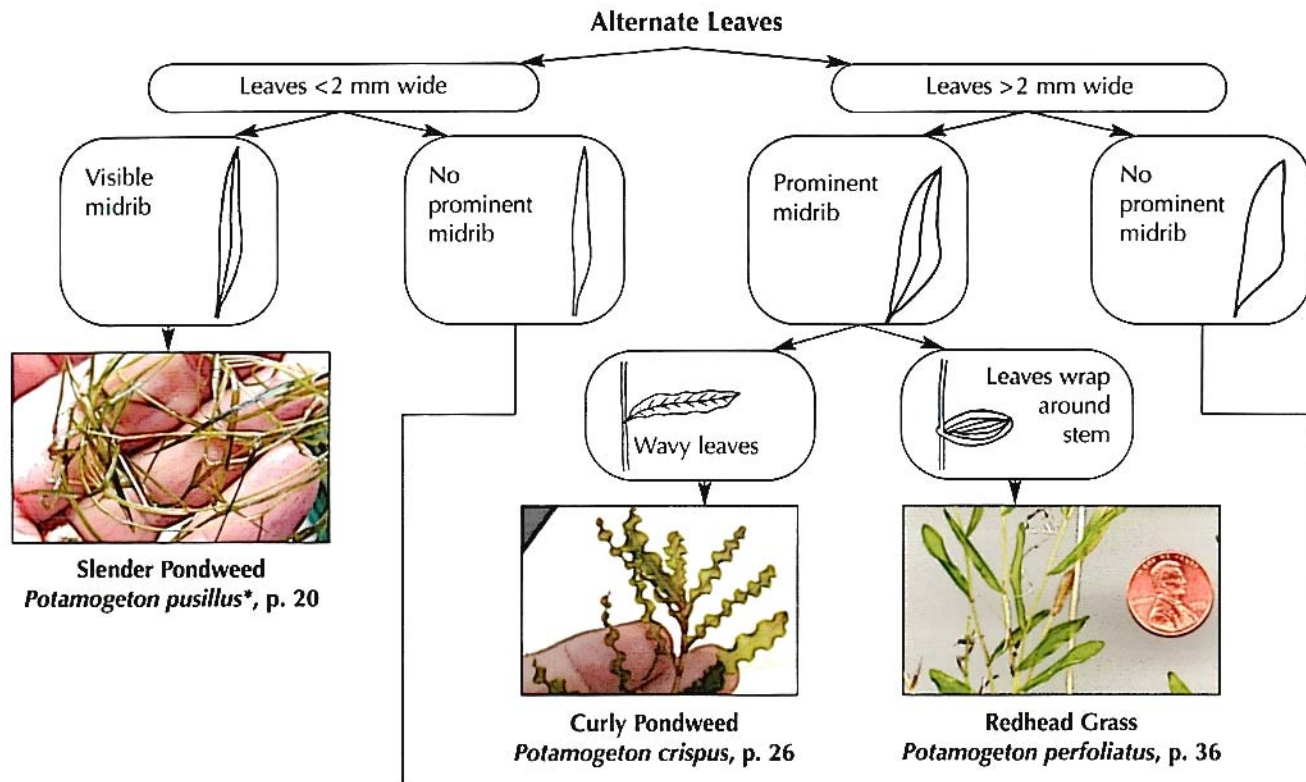 Alternate Leaves
Leaves <2 mm wide
Leaves >2 mm wide
Visible
midrib
No
prominent
midrib
Prominent
midrib
No
prominent
midrib
Wavy leaves
Leaves wrap
around
stem
Slender Pondweed
Potamogeton pusillus*, p. 20
Curly Pondweed
Potamogeton crispus, p. 26
Redhead Grass
Potamogeton perfoliatus, p. 36